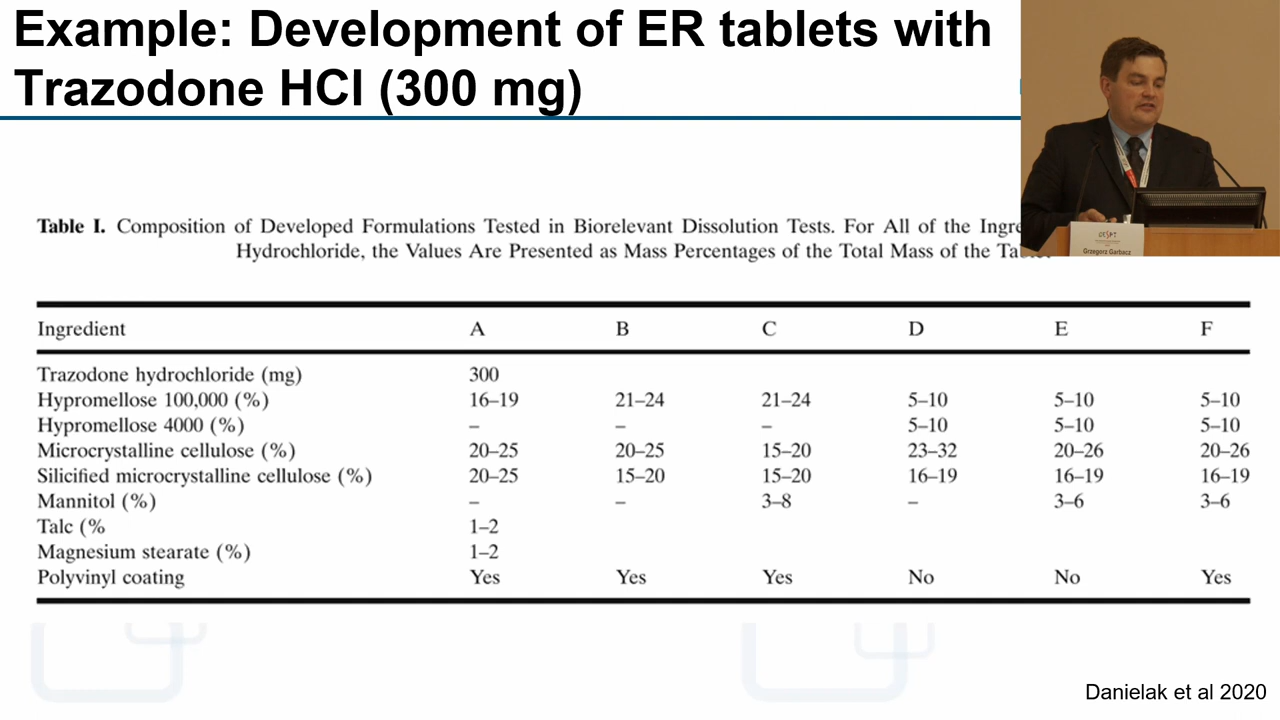 Example: Development of ER tablets with
Trazodone HCl (300 mg)
Table I. Composition of Developed Formulations Tested in Biorelevant Dissolution Tests. For All of the
Hydrochloride, the Values Are Presented as Mass Percentages of the Total Mass of the
Ingredient A B C D E F
Trazodone hydrochloride (mg) 300
Hypromellose 100,000 (%) 16–19 21–24 21–24 5–10 5–10 5–10
Hypromellose 4000 (%) – – – 5–10 5–10 5–10
Microcrystalline cellulose (%) 20–25 20–25 15–20 23–32 20–26 20–26
Silicified microcrystalline cellulose (%) 20–25 15–20 15–20 16–19 16–19 16–19
Mannitol (%) – – 3–8 – 3–6 3–6
Talc (% 1–2
Magnesium stearate (%) 1–2
Polyvinyl coating Yes Yes Yes No No Yes
Grzegorz Garbacz
Danielak et al 2020